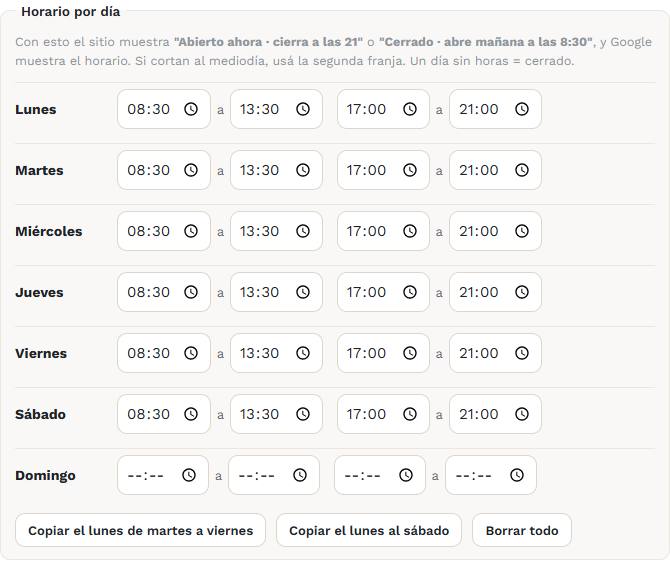 Horario por día
Con esto el sitio muestra "Abierto ahora · cierra a las 21" o "Cerrado · abre mañana a las 8:30", y Google
muestra el horario. Si cortan al mediodía, usá la segunda franja. Un día sin horas = cerrado.
Lunes 08:30 a 13:30 17:00 a 21:00
Martes 08:30 a 13:30 17:00 a 21:00
Miércoles 08:30 a 13:30 17:00 a 21:00
Jueves 08:30 a 13:30 17:00 a 21:00
Viernes 08:30 a 13:30 17:00 a 21:00
Sábado 08:30 a 13:30 17:00 a 21:00
Domingo --:-- a --:-- --:-- a --:--
Copiar el lunes de martes a viernes Copiar el lunes al sábado Borrar todo